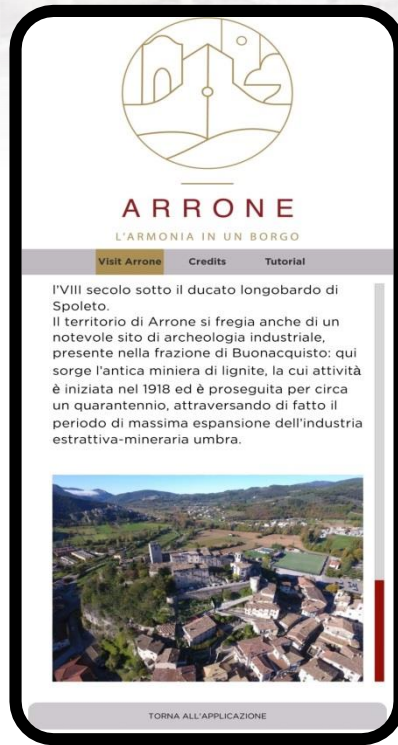 ARRONE
L'ARMONIA IN UN BORGO
Visit Arrone Credits Tutorial
l'VIII secolo sotto il ducato longobardo di
Spoleto.
Il territorio di Arrone si fregia anche di un
notevole sito di archeologia industriale,
presente nella frazione di Buonacquisto: qui
sorge l'antica miniera di lignite, la cui attività
è iniziata nel 1918 ed è proseguita per circa
un quarantennio, attraversando di fatto il
periodo di massima espansione dell'industria
estrattiva-mineraria umbra.
TORNA ALL'APPLICAZIONE